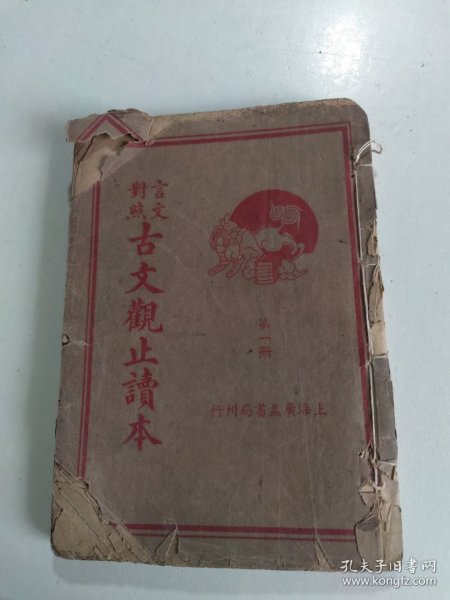 言文
對照
古文觀止讀本
第一冊
上海廣益書局刊行
孔夫子旧书网
www.kongfz.com